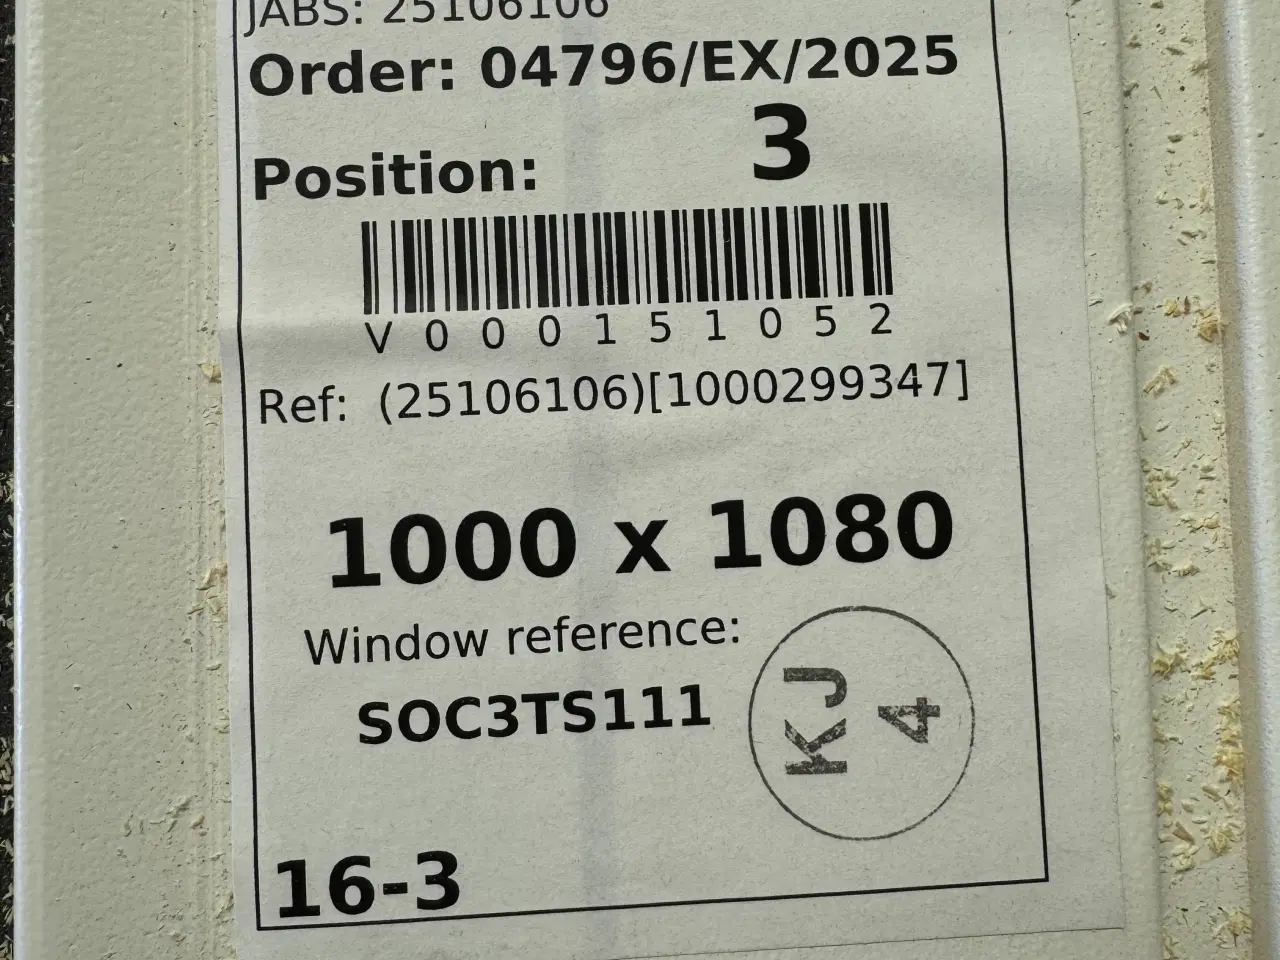 JABS: 25106106
Order: 04796/EX/2025
Position: 3
V000151052
Ref: (25106106)[1000299347]
1000 x 1080
Window reference:
SOC3TS111
KJ
4
16-3